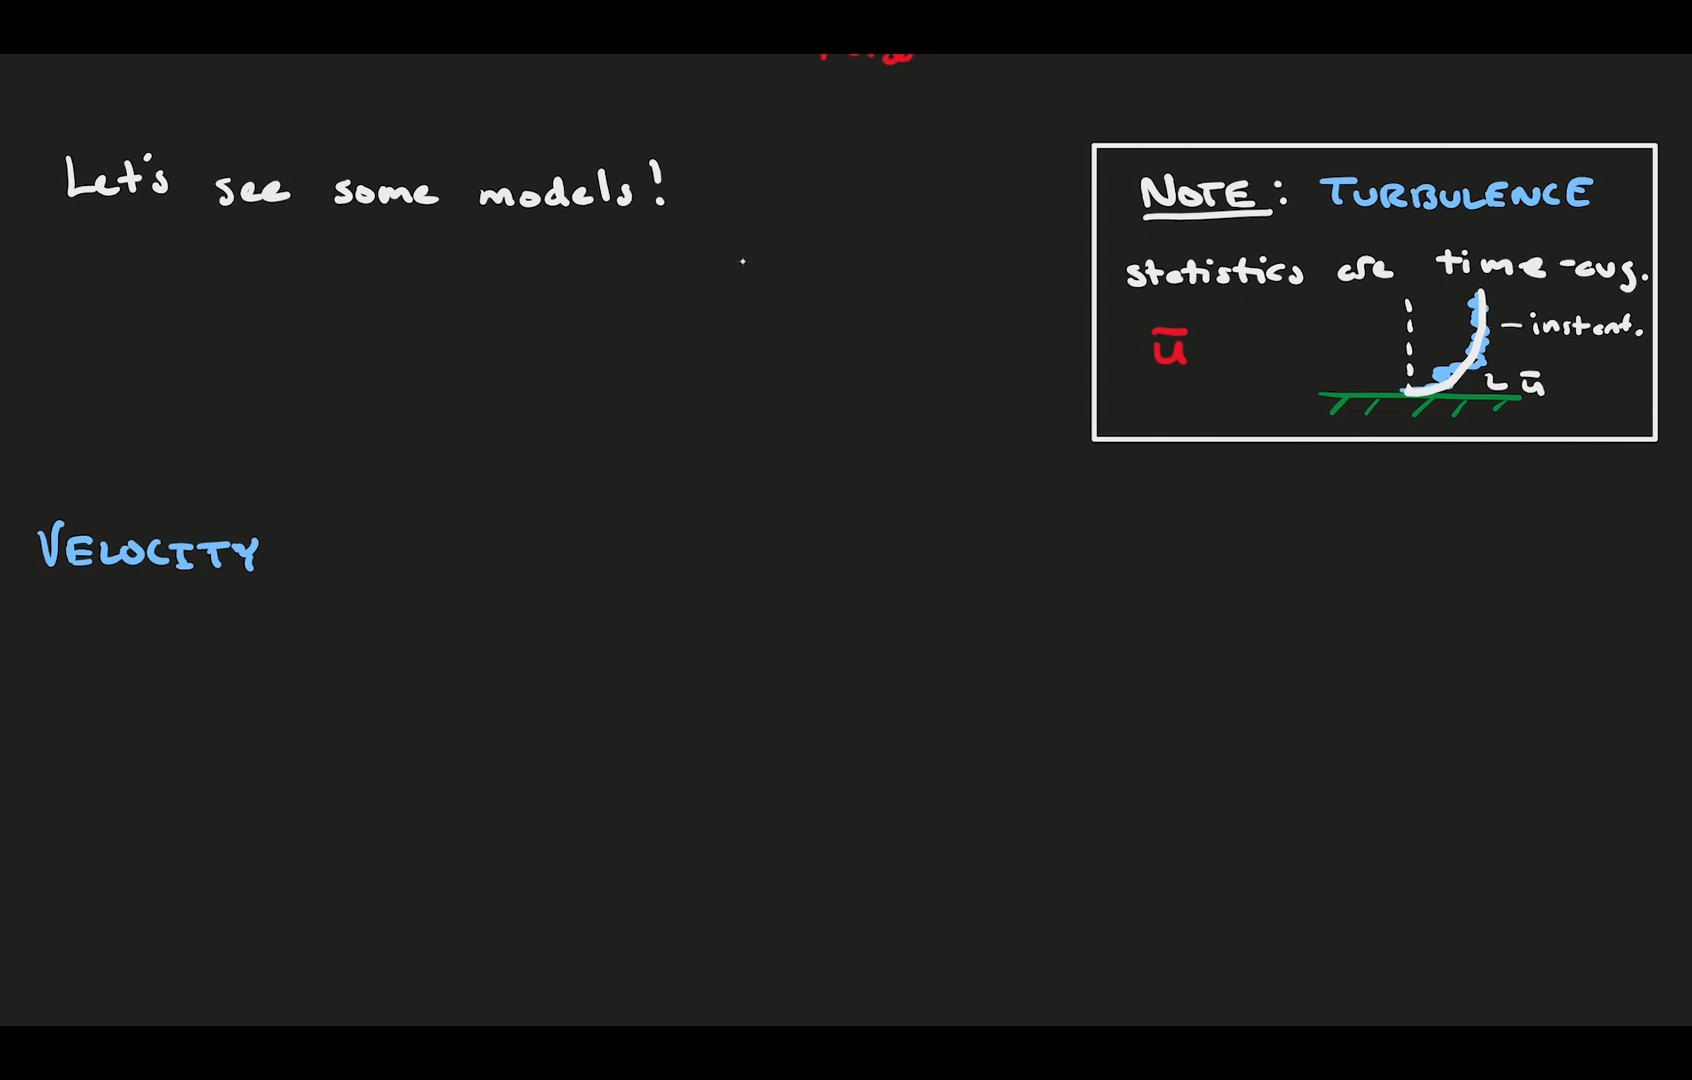 Let's see some models!
NOTE: TURBULENCE
statistics are time-avg.
ū
- instant.
ū
VELOCITY